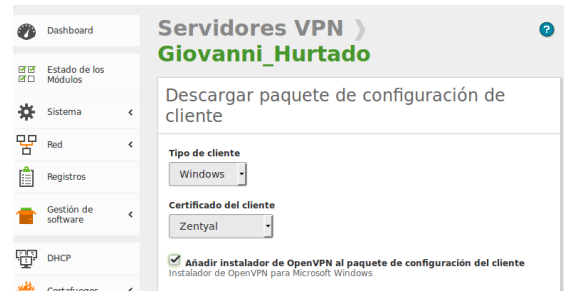 Dashboard
Estado de los
Módulos
Sistema
Red
Registros
Gestión de
software
DHCP
Cortafuegos
Servidores VPN
Giovanni_Hurtado
?
Descargar paquete de configuración de
cliente
Tipo de cliente
Windows
Certificado del cliente
Zentyal
Añadir instalador de OpenVPN al paquete de configuración del cliente
Instalador de OpenVPN para Microsoft Windows